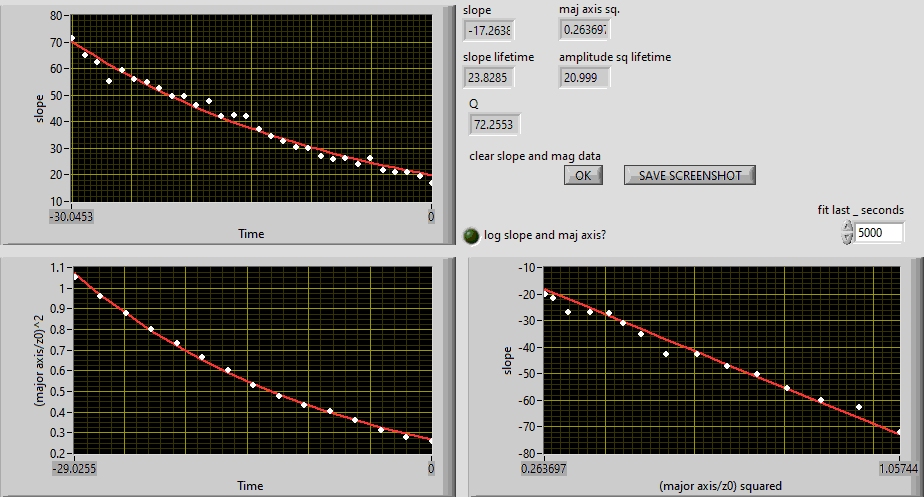 slope
-17.2638
maj axis sq.
0.263697
slope lifetime
23.8285
amplitude sq lifetime
20.999
Q
72.2553
clear slope and mag data
OK
SAVE SCREENSHOT
fit last _ seconds
5000
log slope and maj axis?
80
70
60
50
40
30
20
10
slope
-30.0453
0
Time
1.1
1
0.9
0.8
0.7
0.6
0.5
0.4
0.3
0.2
(major axis/z0))^2
-29.0255
0
Time
-10
-20
-30
-40
-50
-60
-70
-80
slope
0.263697
1.05744
(major axis/z0) squared